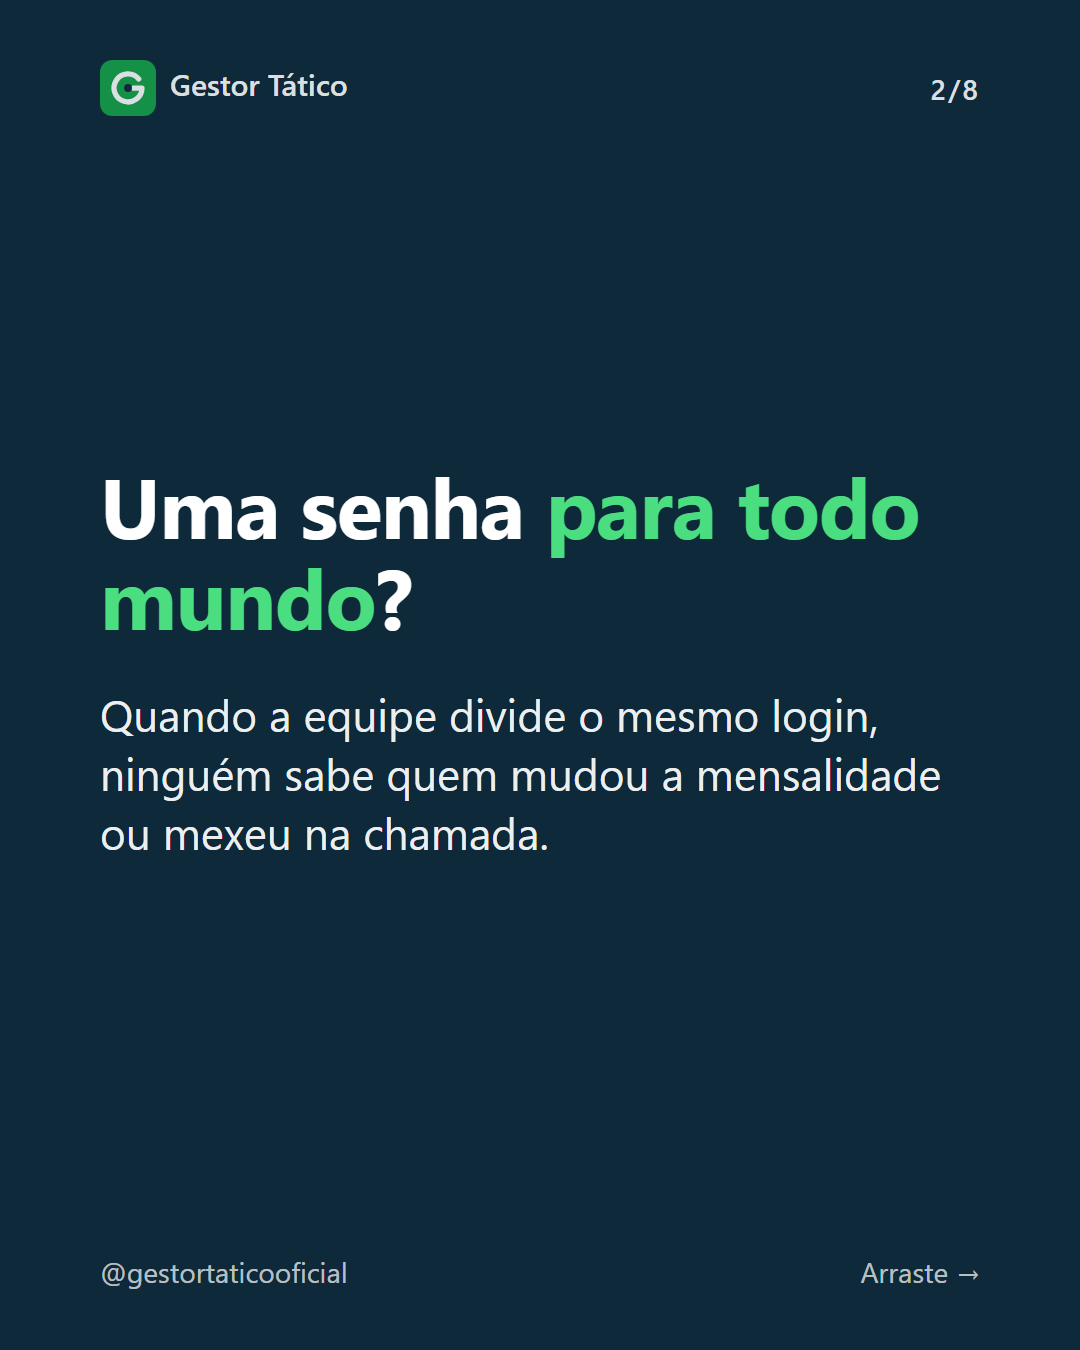 Gestor Tático
2/8
Uma senha para todo
mundo?
Quando a equipe divide o mesmo login,
ninguém sabe quem mudou a mensalidade
ou mexeu na chamada.
@gestortaticooficial
Arraste →